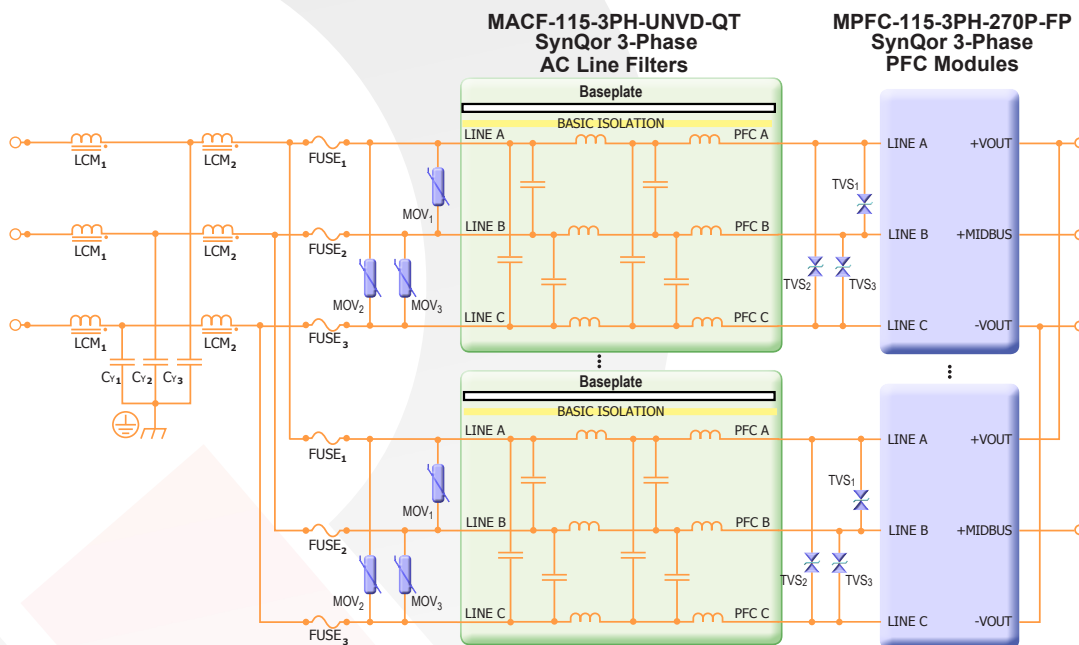 MACF-115-3PH-UNVD-QT
SynQor 3-Phase
AC Line Filters
MPFC-115-3PH-270P-FP
SynQor 3-Phase
PFC Modules
Baseplate
BASIC ISOLATION
LINE A
PFC A
LINE A
+VOUT
LCM1
LCM2
FUSE1
TVS1
MOV1
LINE B
PFC B
LINE B
+MIDBUS
LCM1
LCM2
FUSE2
MOV2
MOV3
TVS2
TVS3
LINE C
PFC C
LINE C
-VOUT
LCM1
LCM2
FUSE3
CY1
CY2
CY3
Baseplate
BASIC ISOLATION
LINE A
PFC A
LINE A
+VOUT
FUSE1
TVS1
MOV1
LINE B
PFC B
LINE B
+MIDBUS
FUSE2
MOV2
MOV3
TVS2
TVS3
LINE C
PFC C
LINE C
-VOUT
FUSE3